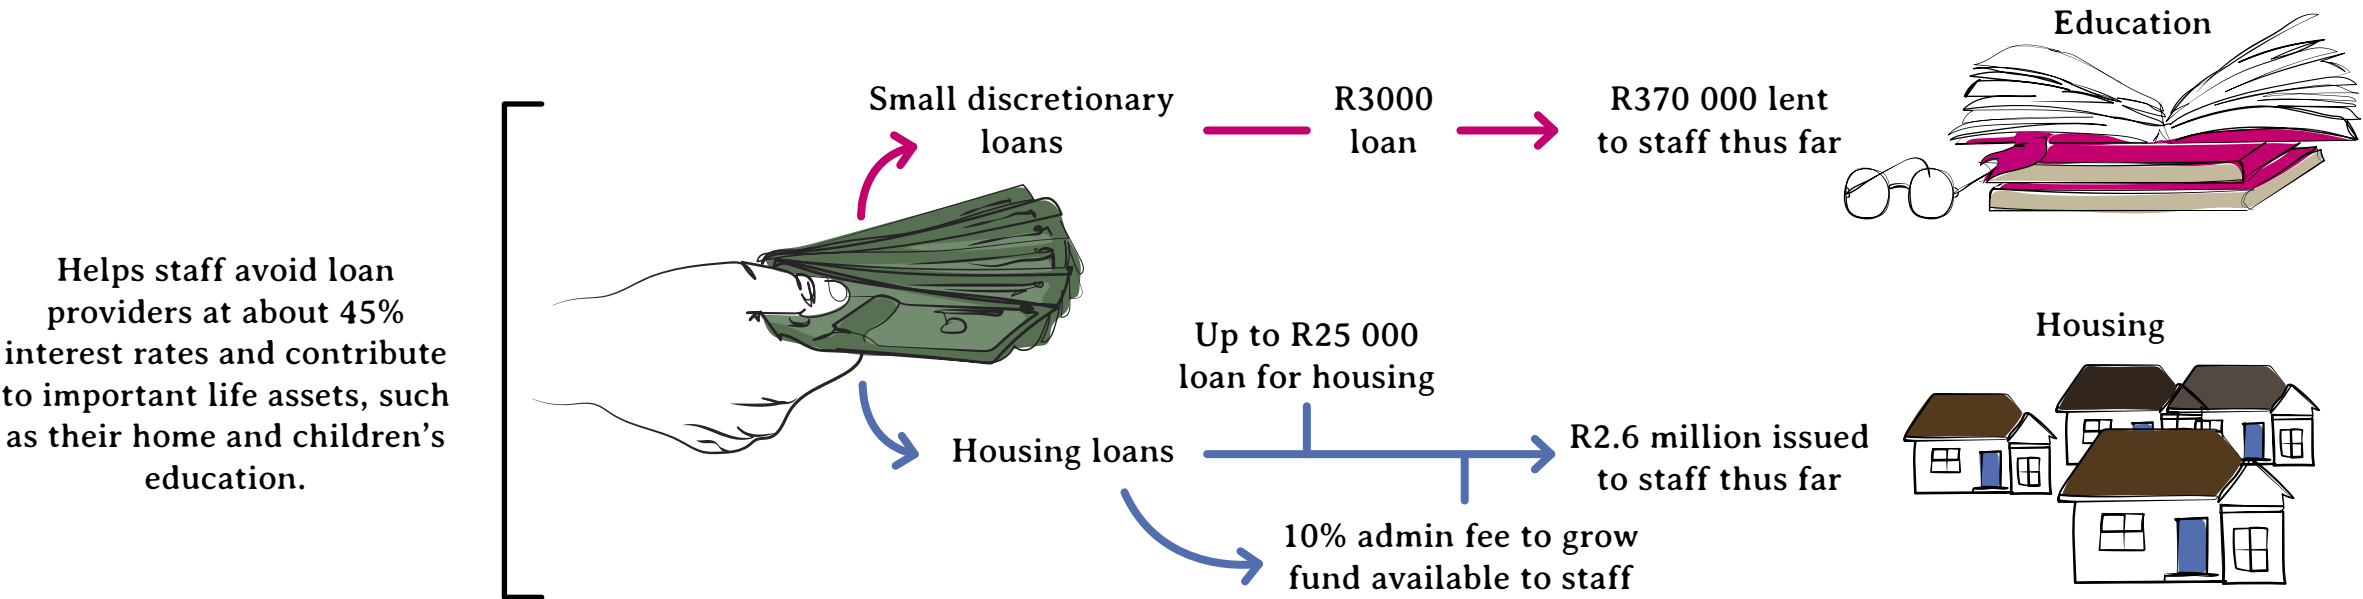 Helps staff avoid loan
providers at about 45%
interest rates and contribute
to important life assets, such
as their home and children’s
education.
Small discretionary
loans
R3000
loan
R370 000 lent
to staff thus far
Education
Housing loans
Up to R25 000
loan for housing
10% admin fee to grow
fund available to staff
R2.6 million issued
to staff thus far
Housing